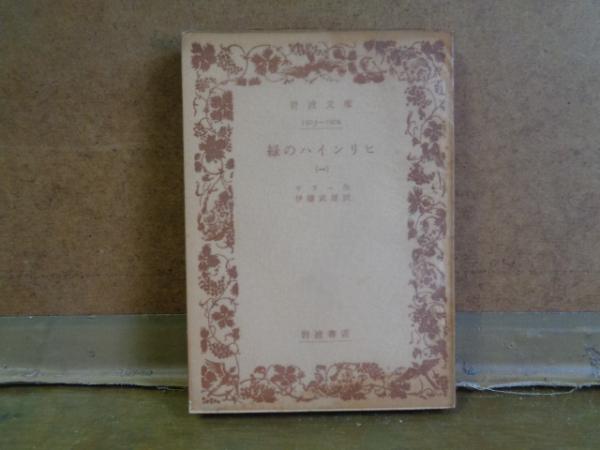 岩波文庫
緑のハインリヒ
(一)
ケラー作
伊藤武雄訳
岩波書店